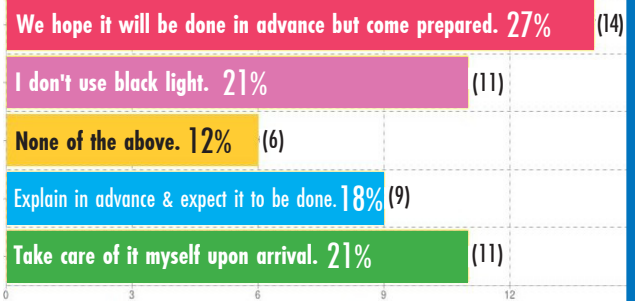 We hope it will be done in advance but come prepared. 27% (14)
I don't use black light. 21% (11)
None of the above. 12% (6)
Explain in advance & expect it to be done. 18% (9)
Take care of it myself upon arrival. 21% (11)
0 3 6 9 12